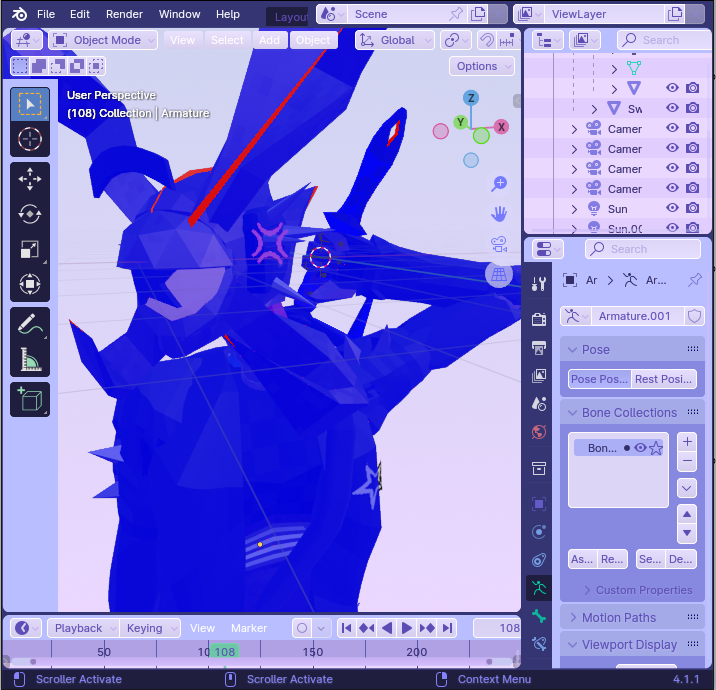 File Edit Render Window Help Layou Scene ViewLayer
Object Mode View Select Add Object Global Search
Options
User Perspective
(108) Collection | Armature
Z
Y X
Sw
Camer
Camer
Camer
Camer
Sun
Sun.00
Search
Ar > Ar...
Armature.001
Pose
Pose Pos... Rest Posi...
Bone Collections
Bon...
As... Re... Se... De...
Custom Properties
Motion Paths
Viewport Display
Playback Keying View Marker 108
50 10 108 150 200
Scroller Activate Scroller Activate Context Menu 4.1.1